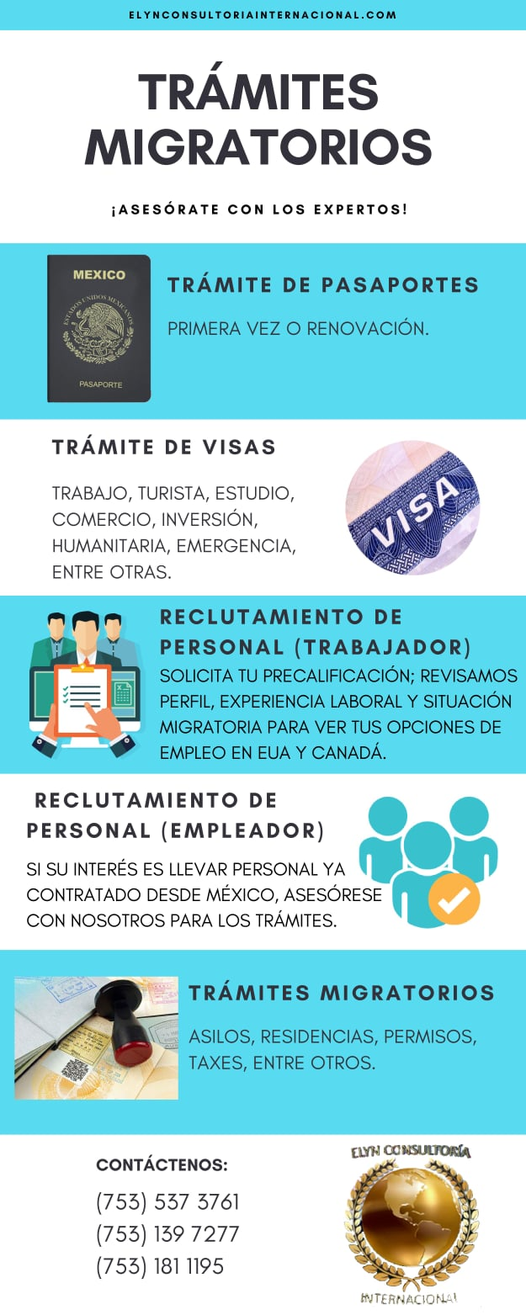 ELYNCONSULTORIAINTERNACIONAL.COM
TRÁMITES
MIGRATORIOS
¡ASESÓRATE CON LOS EXPERTOS!
MEXICO
ESTADOS UNIDOS MEXICANOS
PASAPORTE
TRÁMITE DE PASAPORTES
PRIMERA VEZ O RENOVACIÓN.
TRÁMITE DE VISAS
TRABAJO, TURISTA, ESTUDIO,
COMERCIO, INVERSIÓN,
HUMANITARIA, EMERGENCIA,
ENTRE OTRAS.
VISA
RECLUTAMIENTO DE
PERSONAL (TRABAJADOR)
SOLICITA TU PRECALIFICACIÓN; REVISAMOS
PERFIL, EXPERIENCIA LABORAL Y SITUACIÓN
MIGRATORIA PARA VER TUS OPCIONES DE
EMPLEO EN EUA Y CANADÁ.
RECLUTAMIENTO DE
PERSONAL (EMPLEADOR)
SI SU INTERÉS ES LLEVAR PERSONAL YA
CONTRATADO DESDE MÉXICO, ASESÓRESE
CON NOSOTROS PARA LOS TRÁMITES.
TRÁMITES MIGRATORIOS
ASILOS, RESIDENCIAS, PERMISOS,
TAXES, ENTRE OTROS.
CONTÁCTENOS:
(753) 537 3761
(753) 139 7277
(753) 181 1195
ELYN CONSULTORÍA
INTERNACIONAL